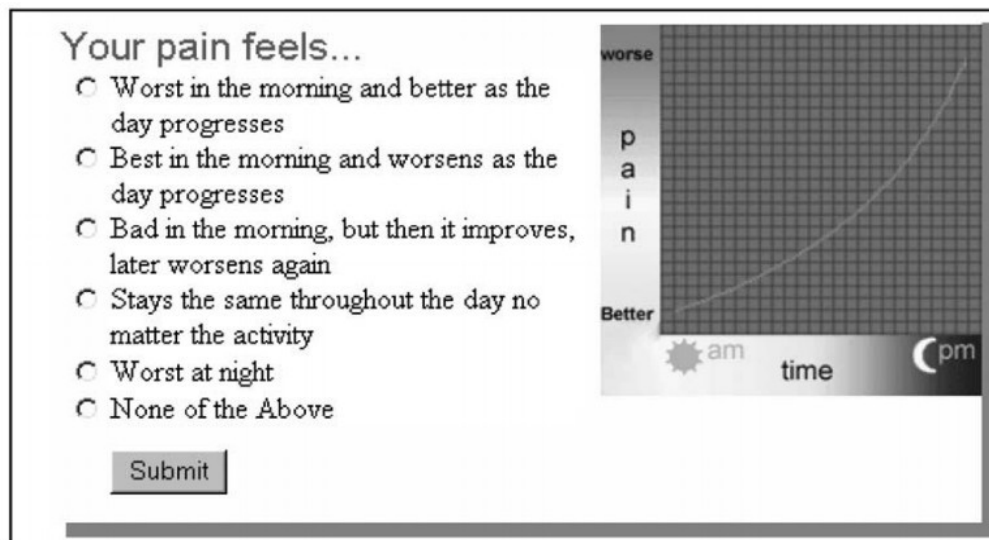 Your pain feels...
Worst in the morning and better as the
day progresses
Best in the morning and worsens as the
day progresses
Bad in the morning, but then it improves,
later worsens again
Stays the same throughout the day no
matter the activity
Worst at night
None of the Above
Submit
worse
pain
Better
am
time
pm